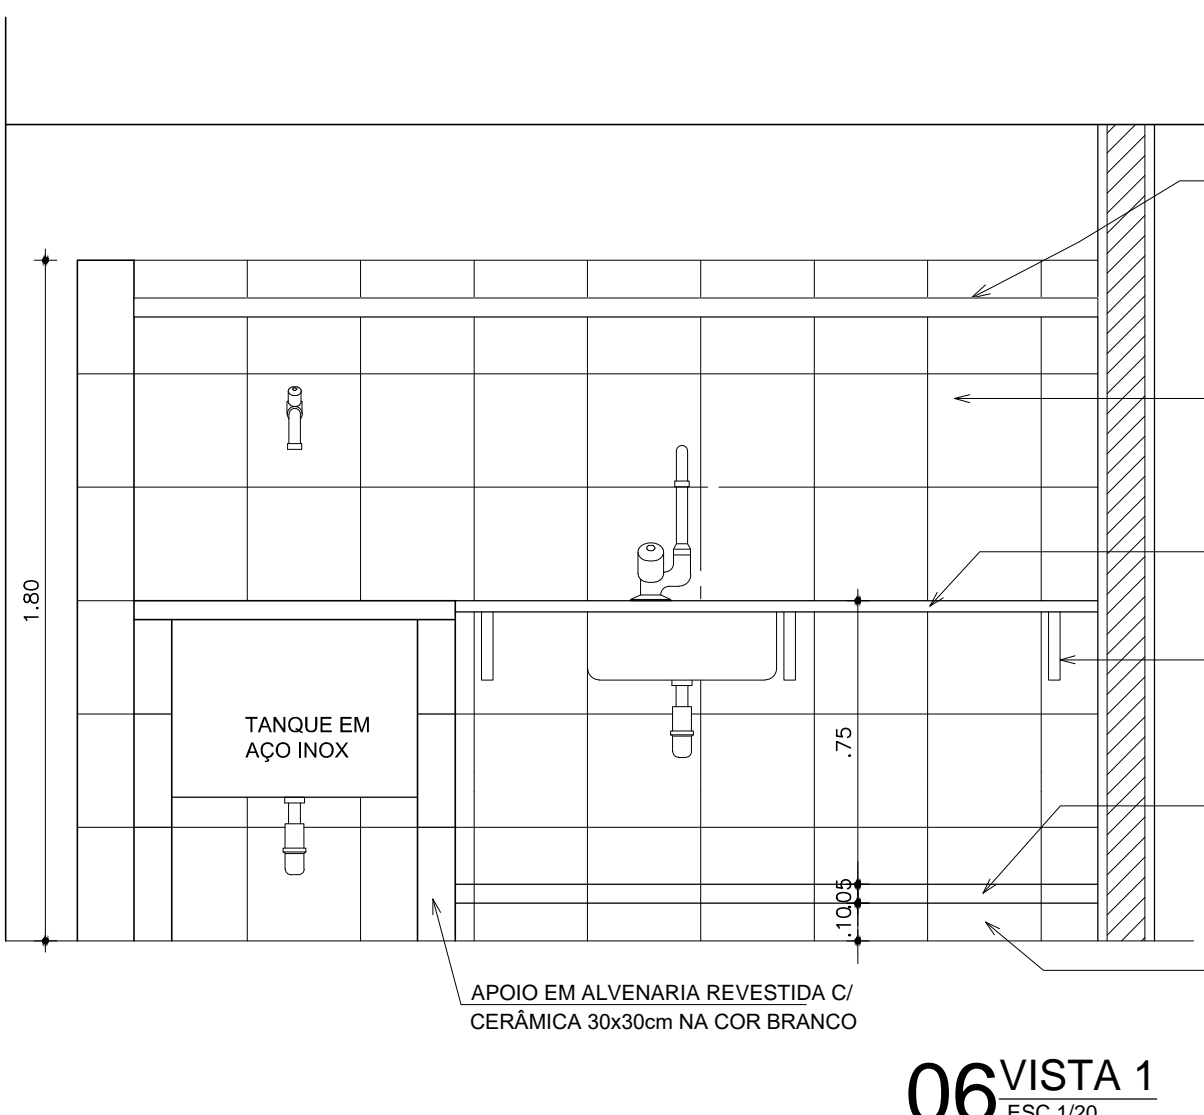 1.80
TANQUE EM
AÇO INOX
.75
.05
.10
APOIO EM ALVENARIA REVESTIDA C/
CERÂMICA 30x30cm NA COR BRANCO
06
VISTA 1
ESC 1/20